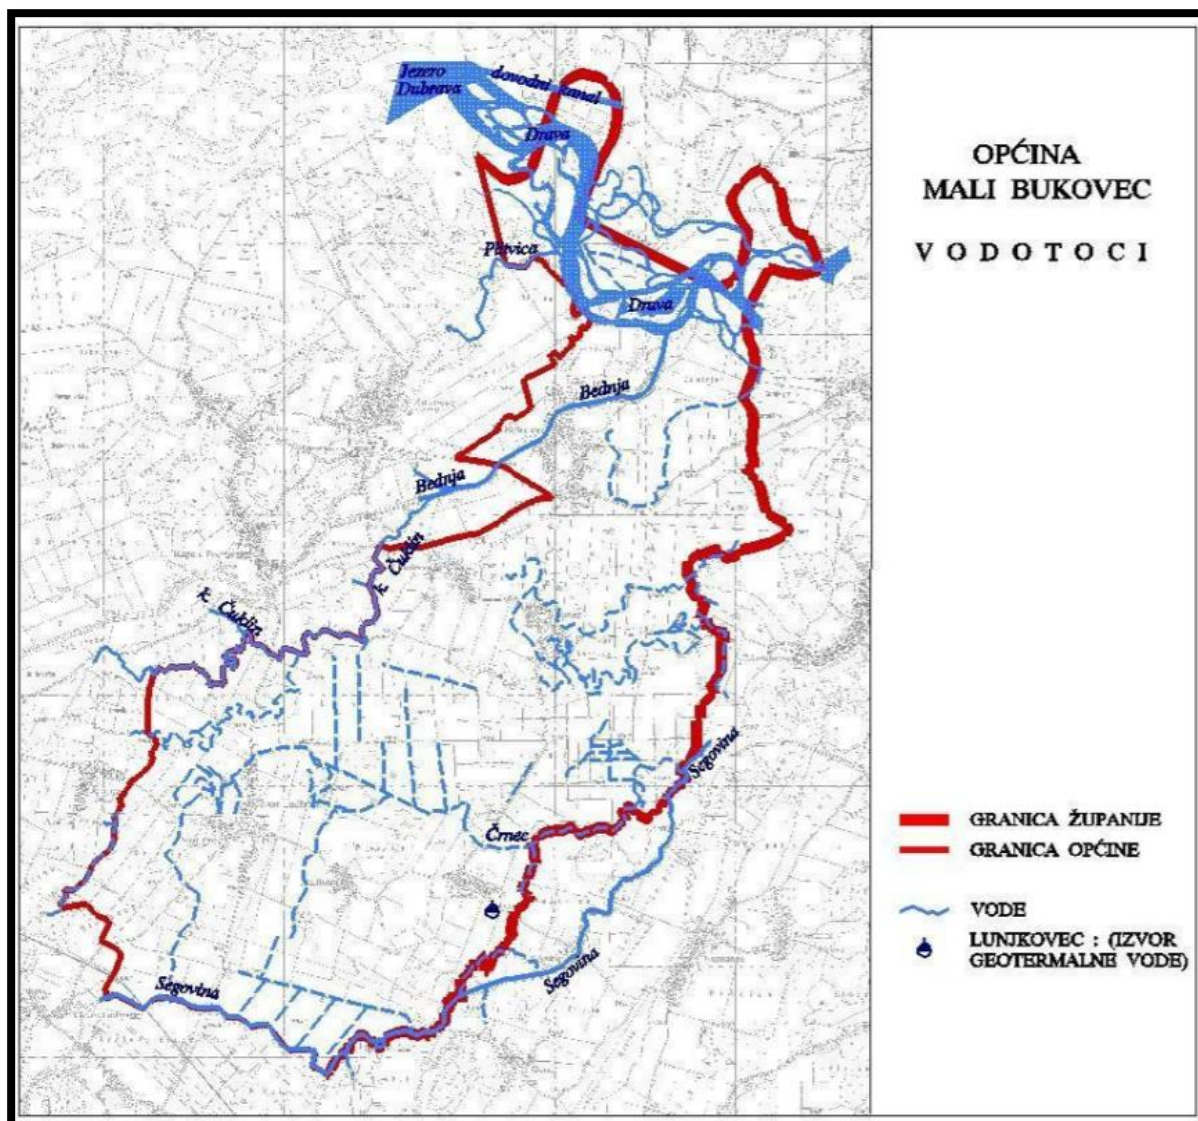 Jezero
Dubrava
dovodni kanal
Drava
OPĆINA
MALI BUKOVEC
VODOTOCI
Plitvica
Drava
Bednja
Bednja
k. Čuklin
k. Čuklin
Segovina
Črnec
GRANICA ŽUPANIJE
GRANICA OPĆINE
VODE
LUNJKOVEC : (IZVOR
GEOTERMALNE VODE)
Segovina
Segovina